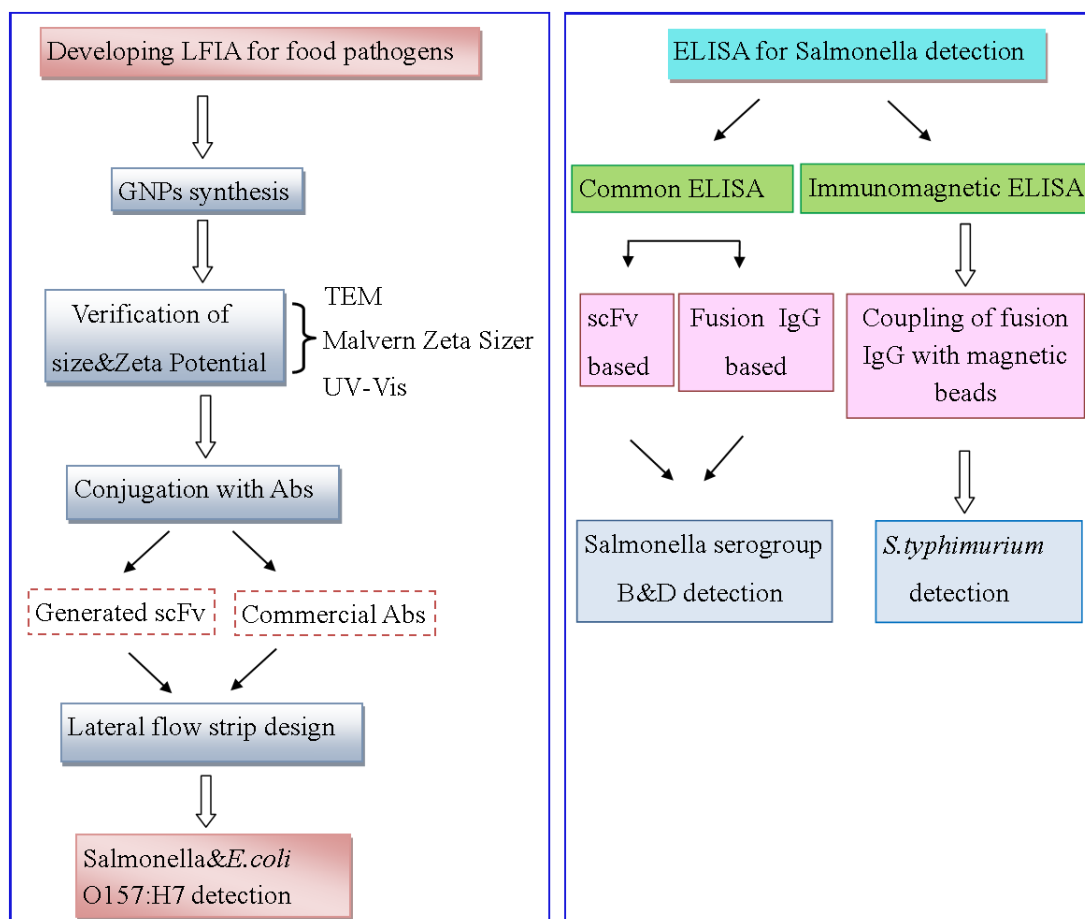 Developing LFIA for food pathogens
GNPs synthesis
Verification of
size&Zeta Potential
TEM
Malvern Zeta Sizer
UV-Vis
Conjugation with Abs
Generated scFv
Commercial Abs
Lateral flow strip design
Salmonella&E.coli
O157:H7 detection
ELISA for Salmonella detection
Common ELISA
Immunomagnetic ELISA
scFv
based
Fusion IgG
based
Coupling of fusion
IgG with magnetic
beads
Salmonella serogroup
B&D detection
S.typhimurium
detection